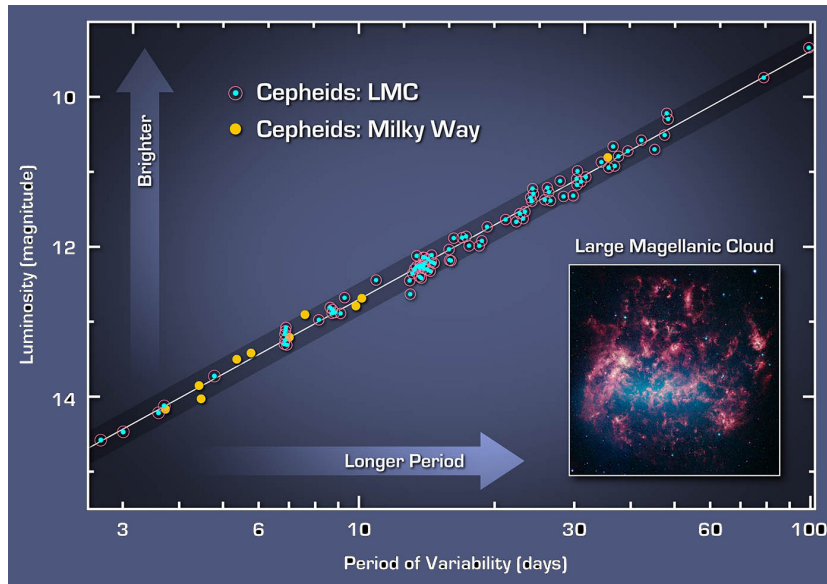 10
12
14
Luminosity (magnitude)
Brighter
Cepheids: LMC
Cepheids: Milky Way
Large Magellanic Cloud
Longer Period
3
6
10
30
60
100
Period of Variability (days)